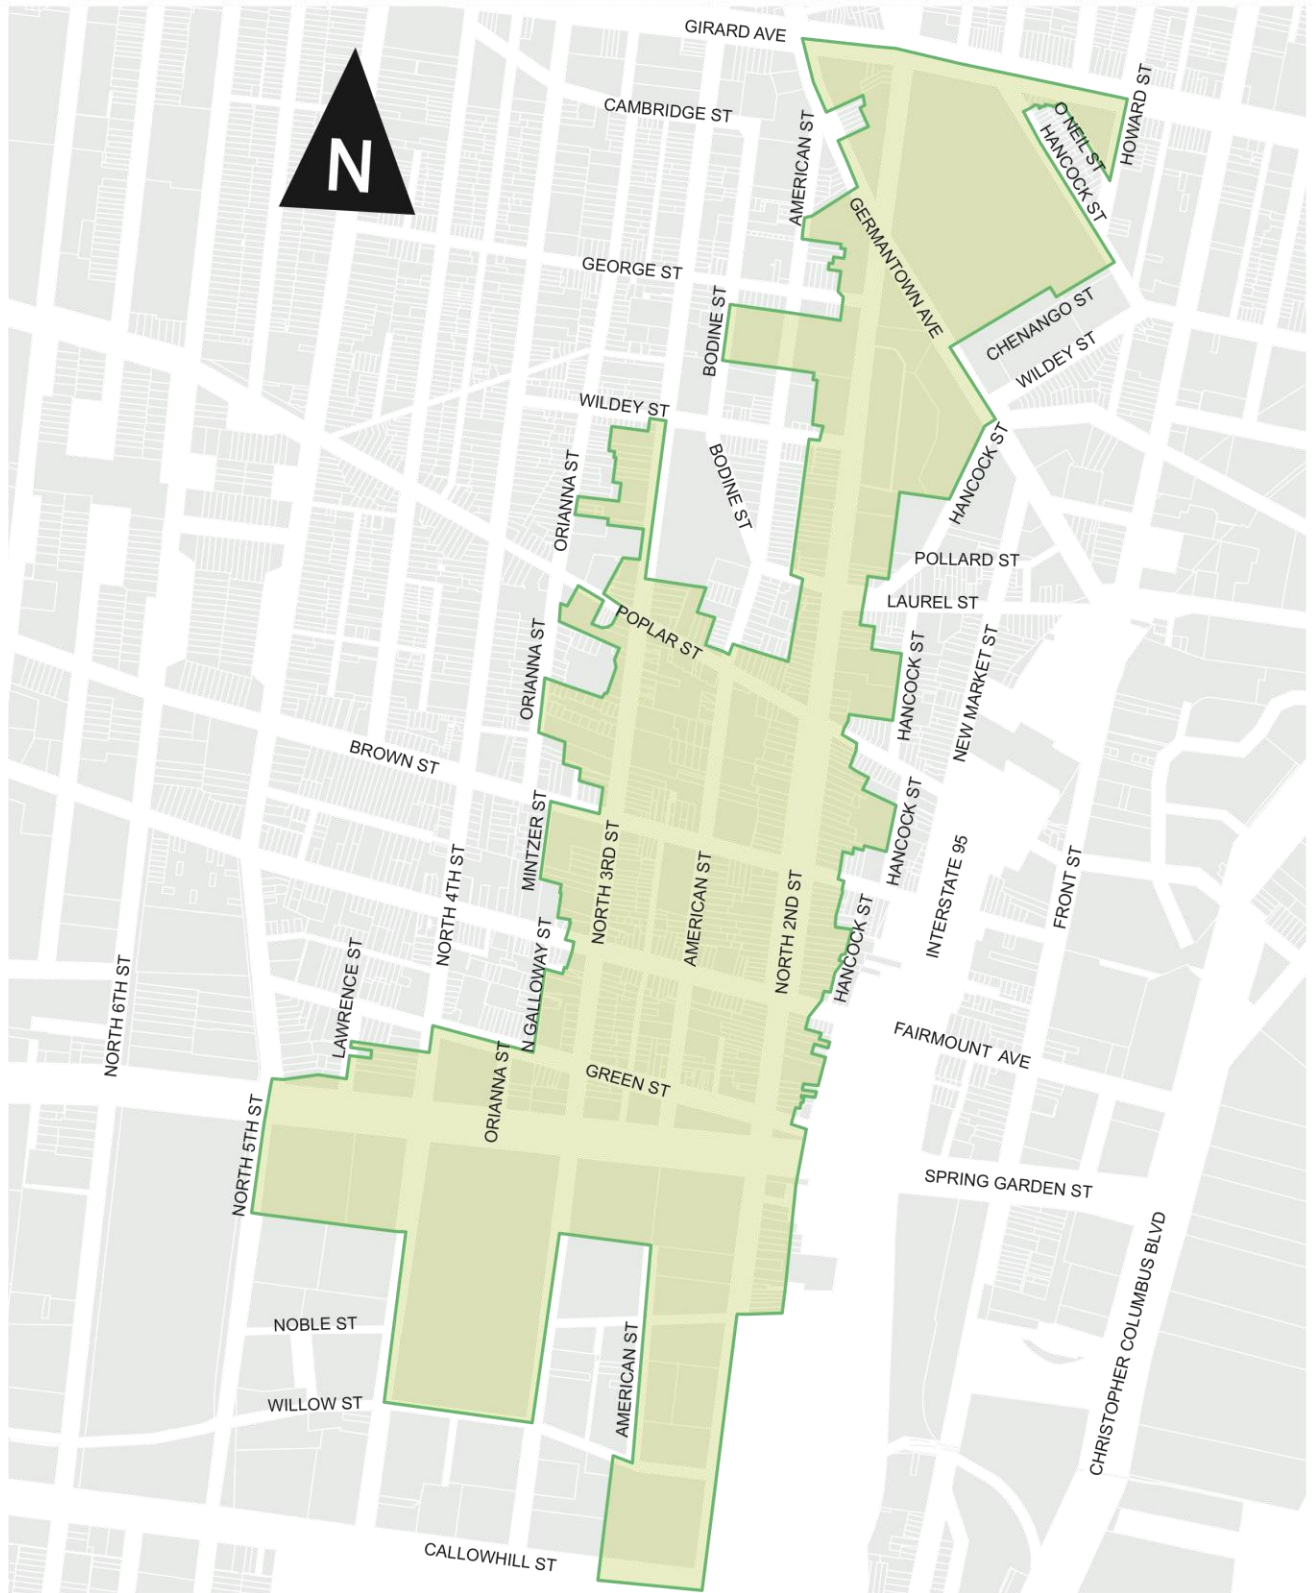 GIRARD AVE
HOWARD ST
CAMBRIDGE ST
O'NEIL ST
HANCOCK ST
AMERICAN ST
N
GERMANTOWN AVE
GEORGE ST
BODINE ST
CHENANGO ST
WILDEY ST
WILDEY ST
BODINE ST
HANCOCK ST
ORIANNA ST
POLLARD ST
LAUREL ST
POPLAR ST
ORIANNA ST
HANCOCK ST
NEW MARKET ST
BROWN ST
MINTZER ST
HANCOCK ST
NORTH 3RD ST
NORTH 4TH ST
AMERICAN ST
NORTH 2ND ST
INTERSTATE 95
FRONT ST
HANCOCK ST
N GALLOWAY ST
LAWRENCE ST
NORTH 6TH ST
FAIRMOUNT AVE
ORIANNA ST
GREEN ST
NORTH 5TH ST
SPRING GARDEN ST
CHRISTOPHER COLUMBUS BLVD
NOBLE ST
AMERICAN ST
WILLOW ST
CALLOWHILL ST